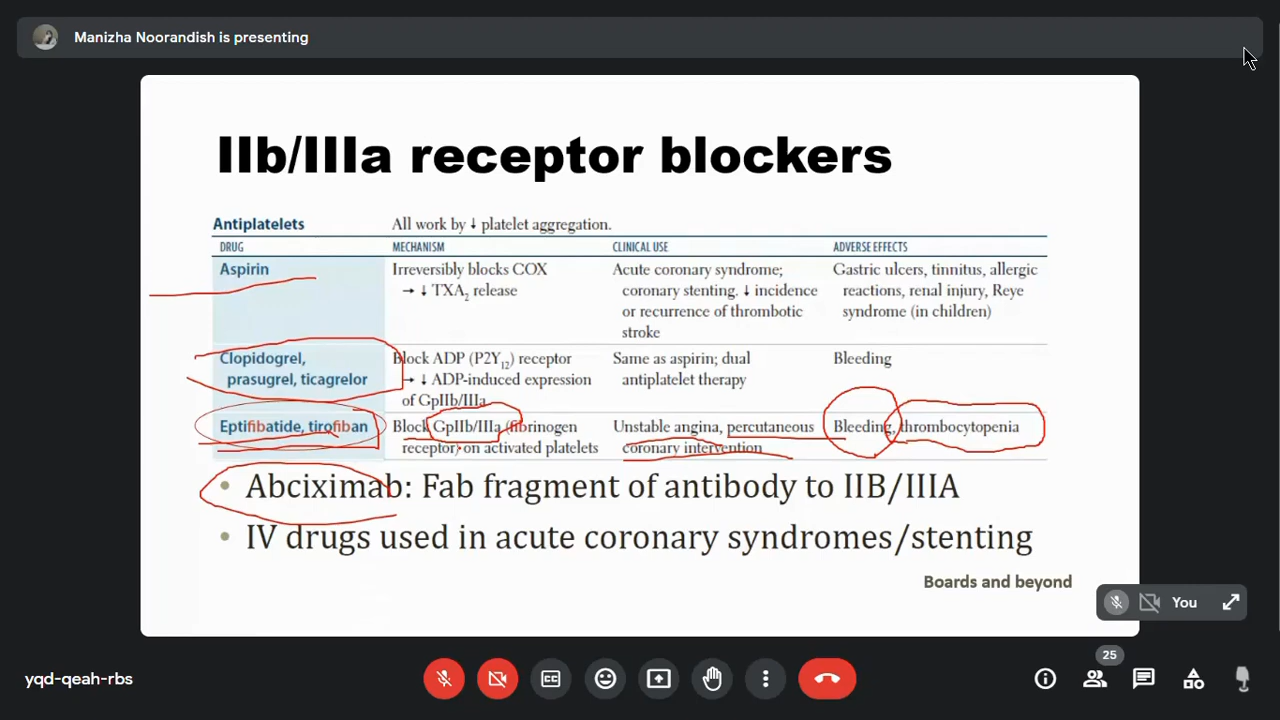 Manizha Noorandish is presenting
IIb/IIIa receptor blockers
Antiplatelets All work by ↓ platelet aggregation.
DRUG MECHANISM CLINICAL USE ADVERSE EFFECTS
Aspirin Irreversibly blocks COX Acute coronary syndrome; Gastric ulcers, tinnitus, allergic
→ ↓ TXA2 release coronary stenting. ↓ incidence reactions, renal injury, Reye
or recurrence of thrombotic syndrome (in children)
stroke
Clopidogrel, Block ADP (P2Y12) receptor Same as aspirin; dual Bleeding
prasugrel, ticagrelor → ↓ ADP-induced expression antiplatelet therapy
of GpIIb/IIIa
Eptifibatide, tirofiban Block GpIIb/IIIa (fibrinogen Unstable angina, percutaneous Bleeding, thrombocytopenia
receptor) on activated platelets coronary intervention
• Abciximab: Fab fragment of antibody to IIB/IIIA
• IV drugs used in acute coronary syndromes/stenting
Boards and beyond
You
25
yqd-qeah-rbs
CC